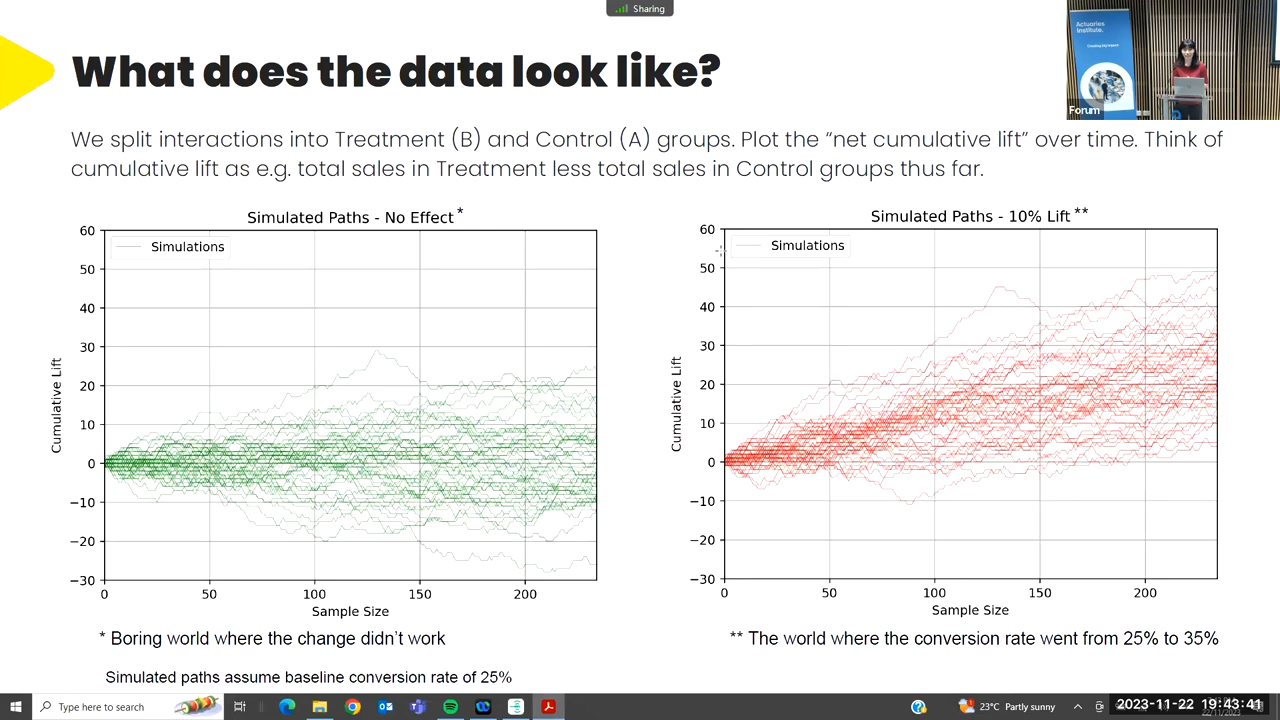 Sharing
Actuaries
Institute.
Creating big impact
Forum
What does the data look like?
We split interactions into Treatment (B) and Control (A) groups. Plot the “net cumulative lift” over time. Think of
cumulative lift as e.g. total sales in Treatment less total sales in Control groups thus far.
Simulated Paths - No Effect *
Simulations
60
50
40
30
20
10
0
−10
−20
−30
Cumulative Lift
0 50 100 150 200
Sample Size
* Boring world where the change didn’t work
Simulated paths assume baseline conversion rate of 25%
Simulated Paths - 10% Lift **
Simulations
60
50
40
30
20
10
0
−10
−20
−30
Cumulative Lift
0 50 100 150 200
Sample Size
** The world where the conversion rate went from 25% to 35%
Type here to search
23°C Partly sunny
2023-11-22 19:43:41